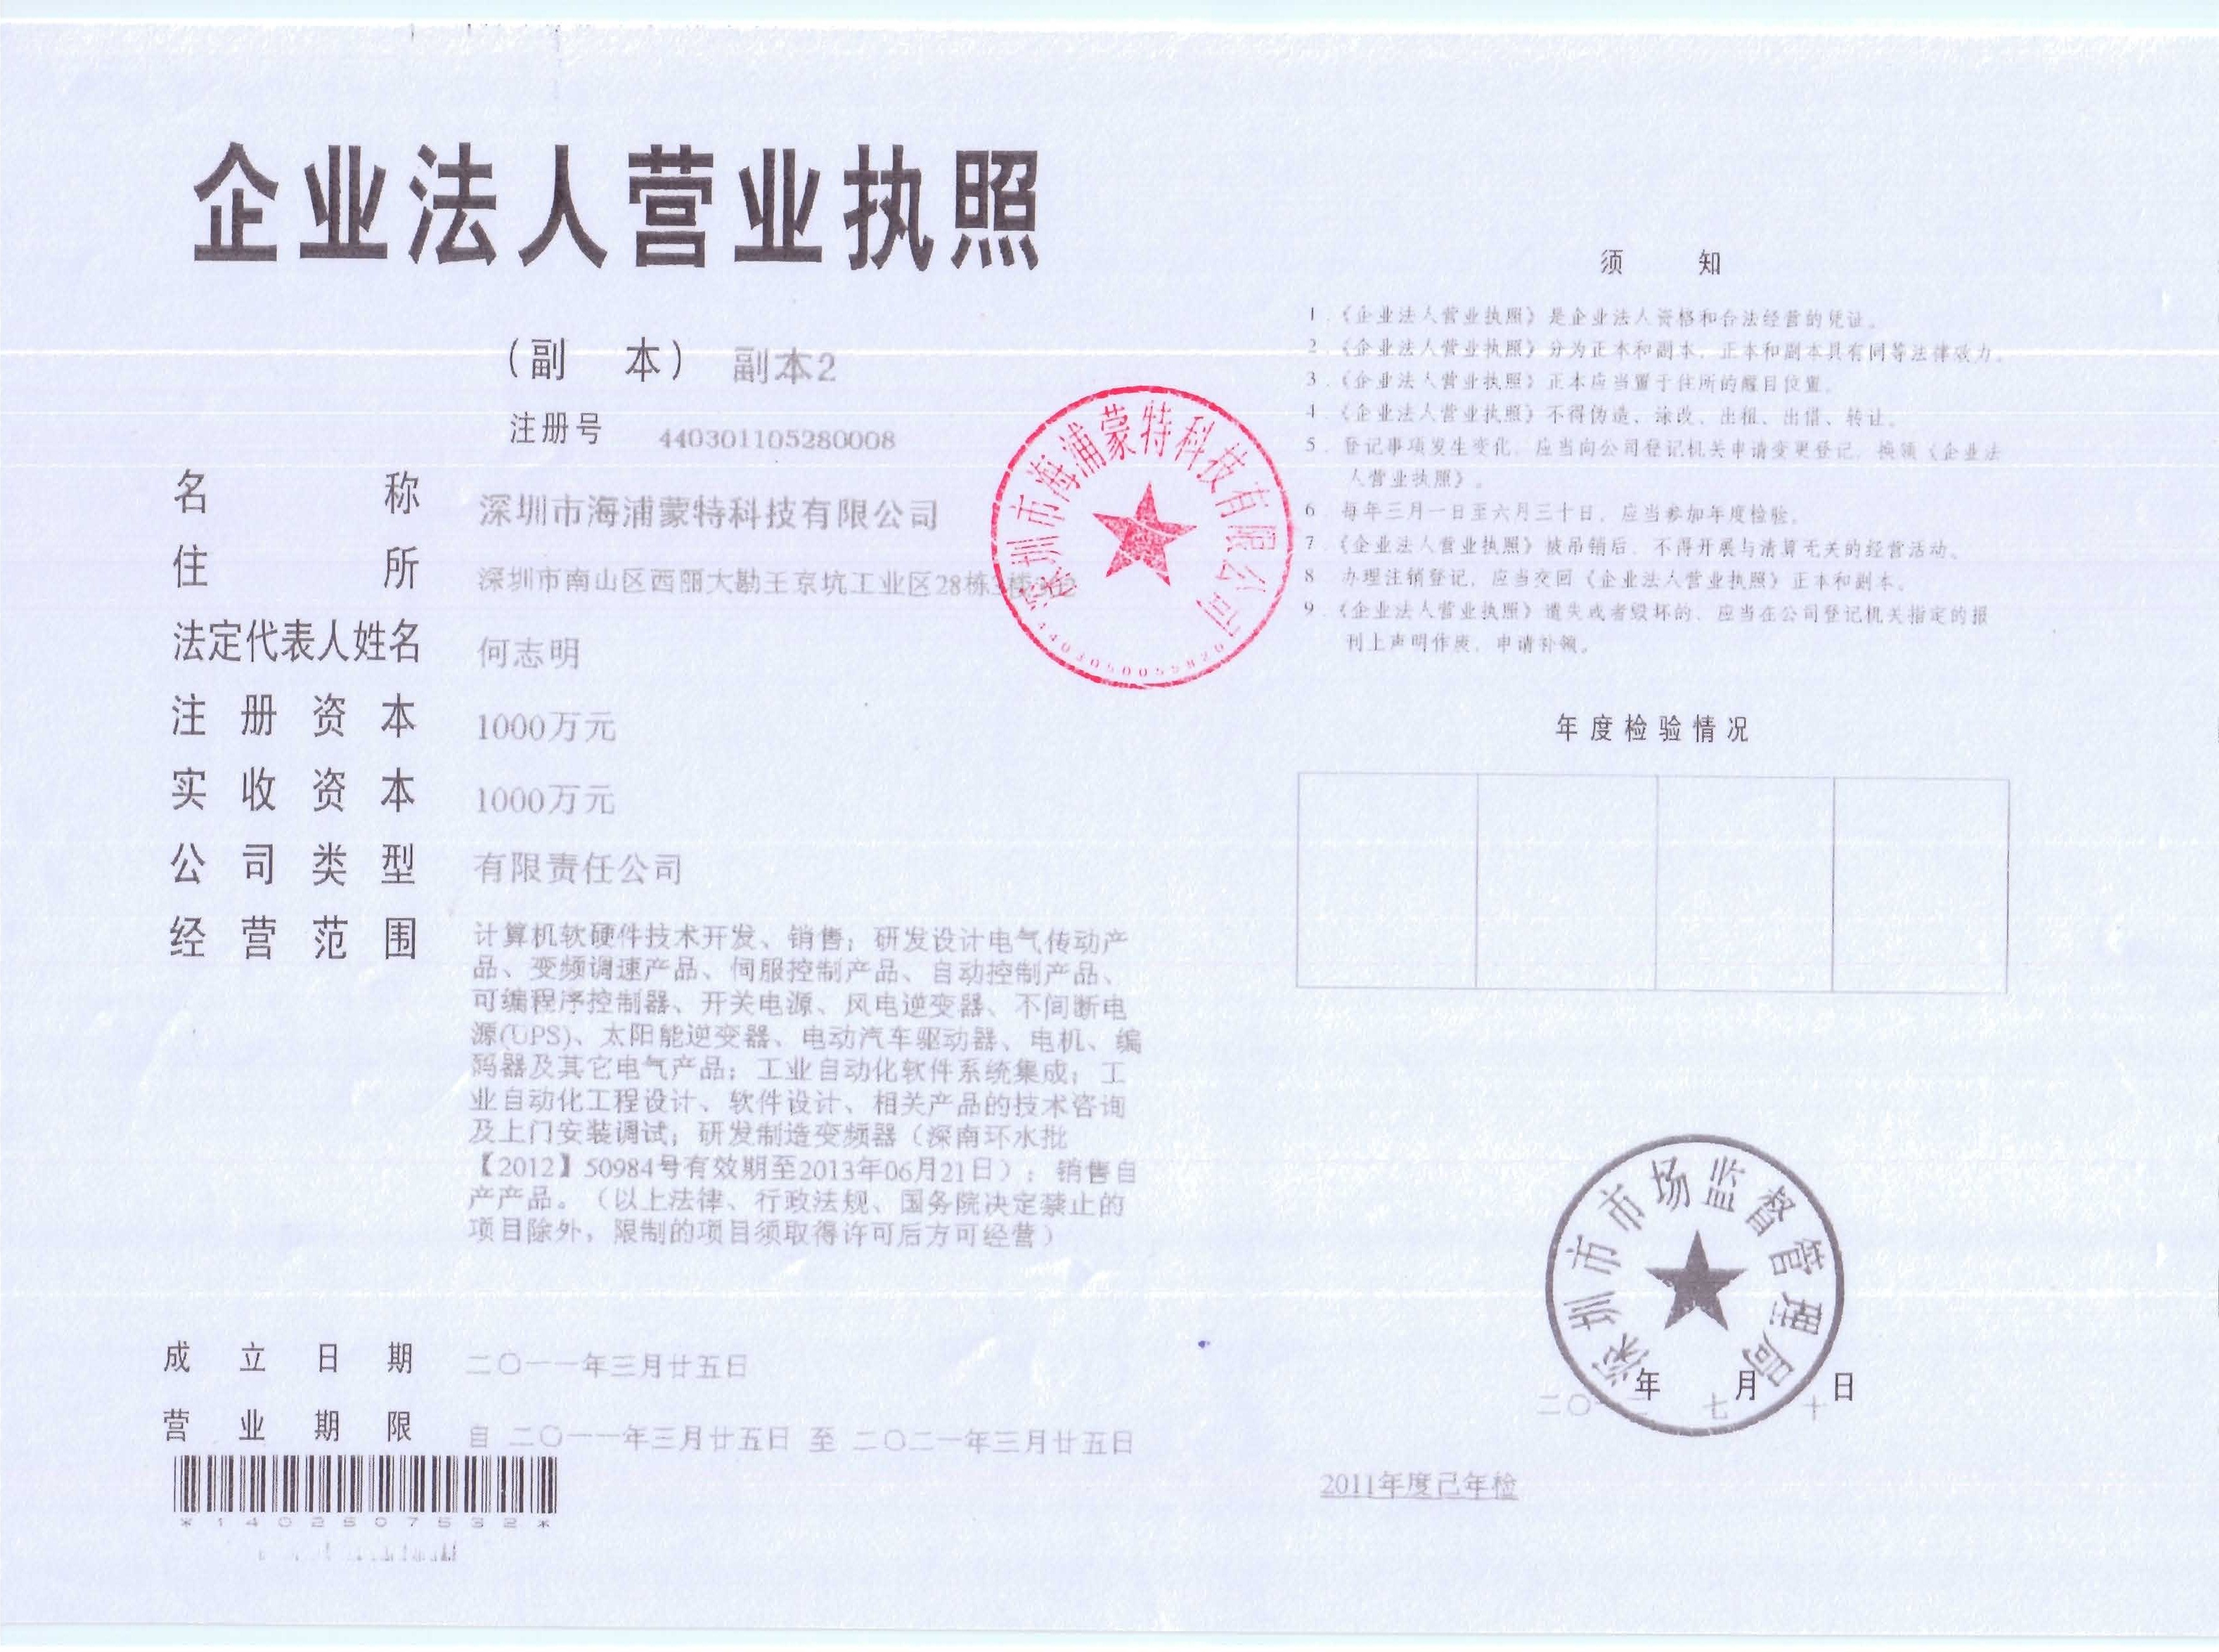 企业法人营业执照
(副 本) 副本2
注册号 440301105280008
名 称 深圳市海浦蒙特科技有限公司
住 所 深圳市南山区西丽大勘王京坑工业区28栋3楼302
法定代表人姓名 何志明
注 册 资 本 1000万元
实 收 资 本 1000万元
公 司 类 型 有限责任公司
经 营 范 围 计算机软硬件技术开发、销售；研发设计电气传动产
品、变频调速产品、伺服控制产品、自动控制产品、
可编程序控制器、开关电源、风电逆变器、不间断电
源(UPS)、太阳能逆变器、电动汽车驱动器、电机、编
码器及其它电气产品；工业自动化软件系统集成；工
业自动化工程设计、软件设计、相关产品的技术咨询
及上门安装调试；研发制造变频器（深南环水批
【2012】50984号有效期至2013年06月21日）；销售自
产产品。（以上法律、行政法规、国务院决定禁止的
项目除外，限制的项目须取得许可后方可经营）
成 立 日 期 二〇一一年三月廿五日
营 业 期 限 自 二〇一一年三月廿五日 至 二〇二一年三月廿五日
*1402507532*
深圳市海浦蒙特科技有限公司
须 知
1.《企业法人营业执照》是企业法人资格和合法经营的凭证。
2.《企业法人营业执照》分为正本和副本，正本和副本具有同等法律效力。
3.《企业法人营业执照》正本应当置于住所的醒目位置。
4.《企业法人营业执照》不得伪造、涂改、出租、出借、转让。
5.登记事项发生变化，应当向公司登记机关申请变更登记，换领《企业法
人营业执照》。
6.每年三月一日至六月三十日，应当参加年度检验。
7.《企业法人营业执照》被吊销后，不得开展与清算无关的经营活动。
8.办理注销登记，应当交回《企业法人营业执照》正本和副本。
9.《企业法人营业执照》遗失或者毁坏的，应当在公司登记机关指定的报
刊上声明作废，申请补领。
年度检验情况
深圳市市场监督管理局
年 月 日
七 十
2011年度已年检